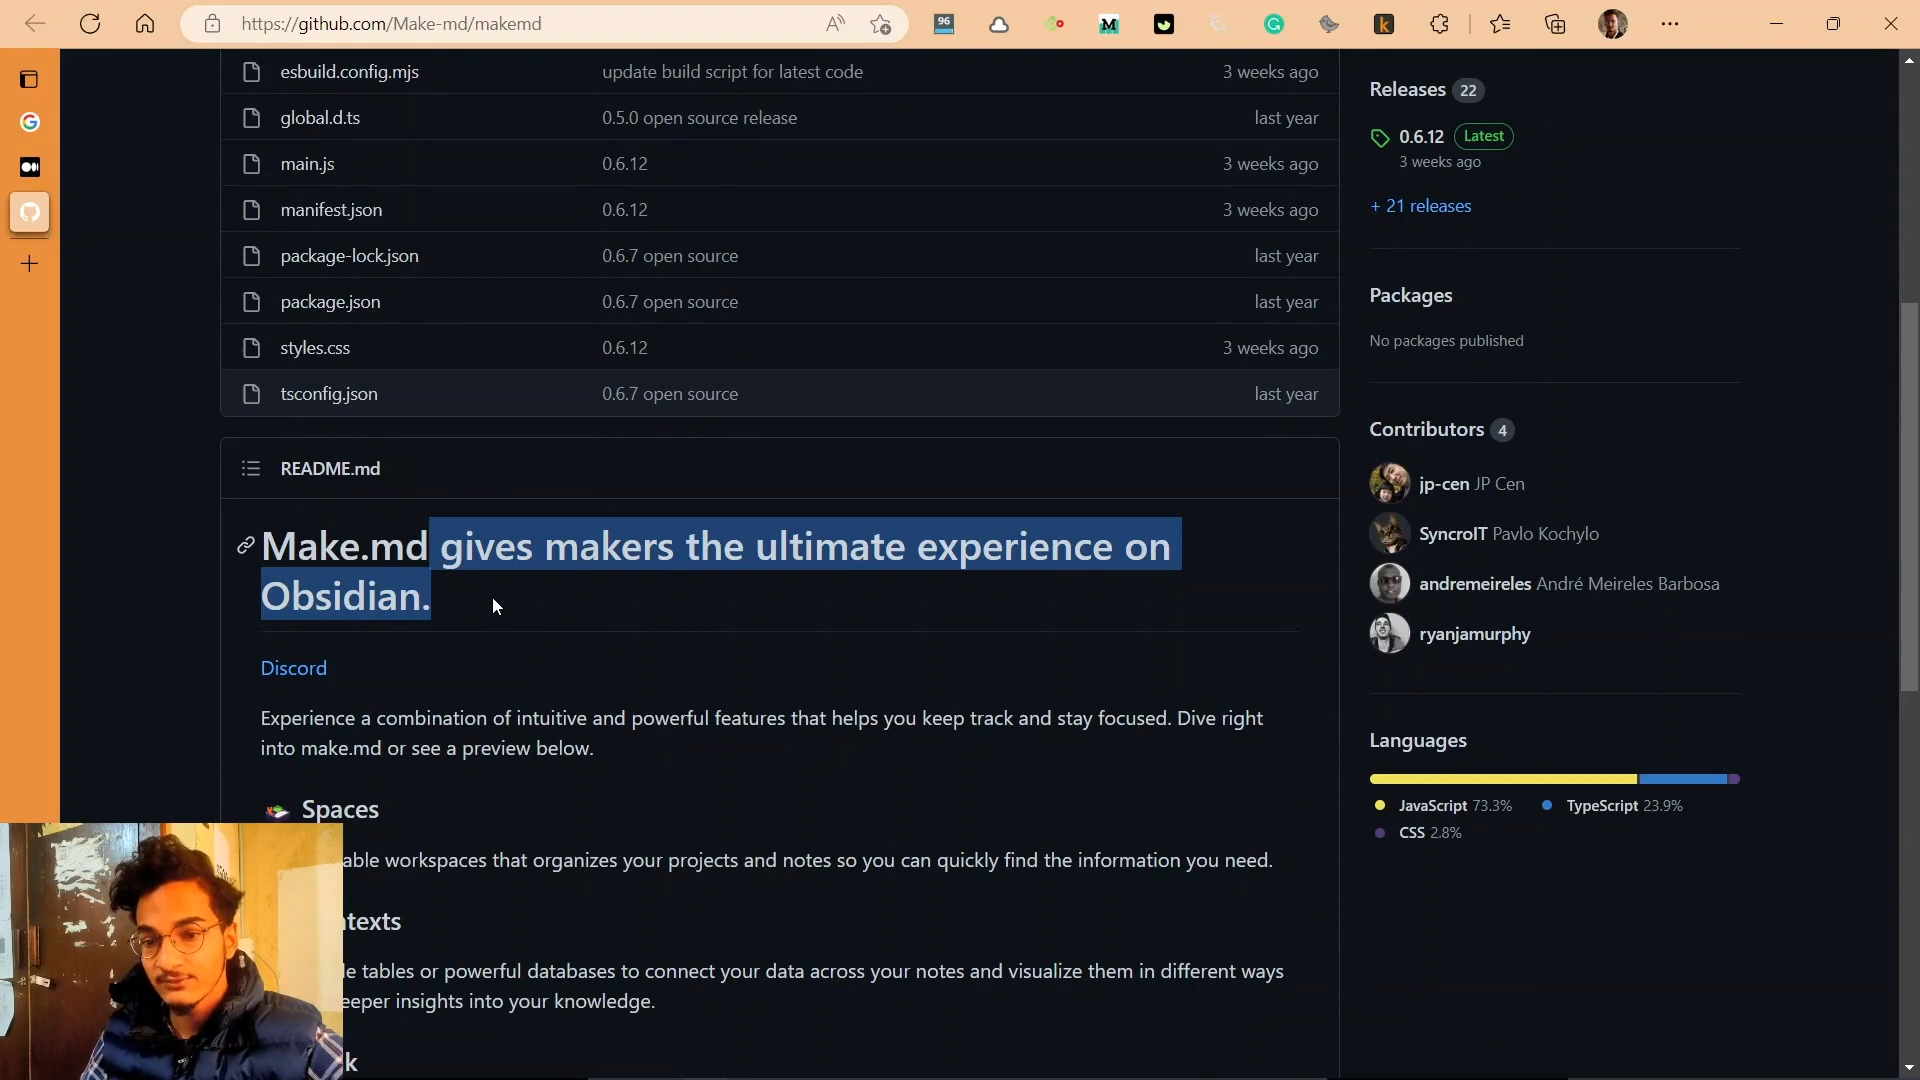 https://github.com/Make-md/makemd
96
esbuild.config.mjs update build script for latest code 3 weeks ago
global.d.ts 0.5.0 open source release last year
main.js 0.6.12 3 weeks ago
manifest.json 0.6.12 3 weeks ago
package-lock.json 0.6.7 open source last year
package.json 0.6.7 open source last year
styles.css 0.6.12 3 weeks ago
tsconfig.json 0.6.7 open source last year
README.md
Make.md gives makers the ultimate experience on
Obsidian.
Discord
Experience a combination of intuitive and powerful features that helps you keep track and stay focused. Dive right
into make.md or see a preview below.
Spaces
able workspaces that organizes your projects and notes so you can quickly find the information you need.
texts
le tables or powerful databases to connect your data across your notes and visualize them in different ways
eeper insights into your knowledge.
k
Releases 22
0.6.12 Latest
3 weeks ago
+ 21 releases
Packages
No packages published
Contributors 4
jp-cen JP Cen
SyncroIT Pavlo Kochylo
andremeireles André Meireles Barbosa
ryanjamurphy
Languages
JavaScript 73.3% TypeScript 23.9%
CSS 2.8%